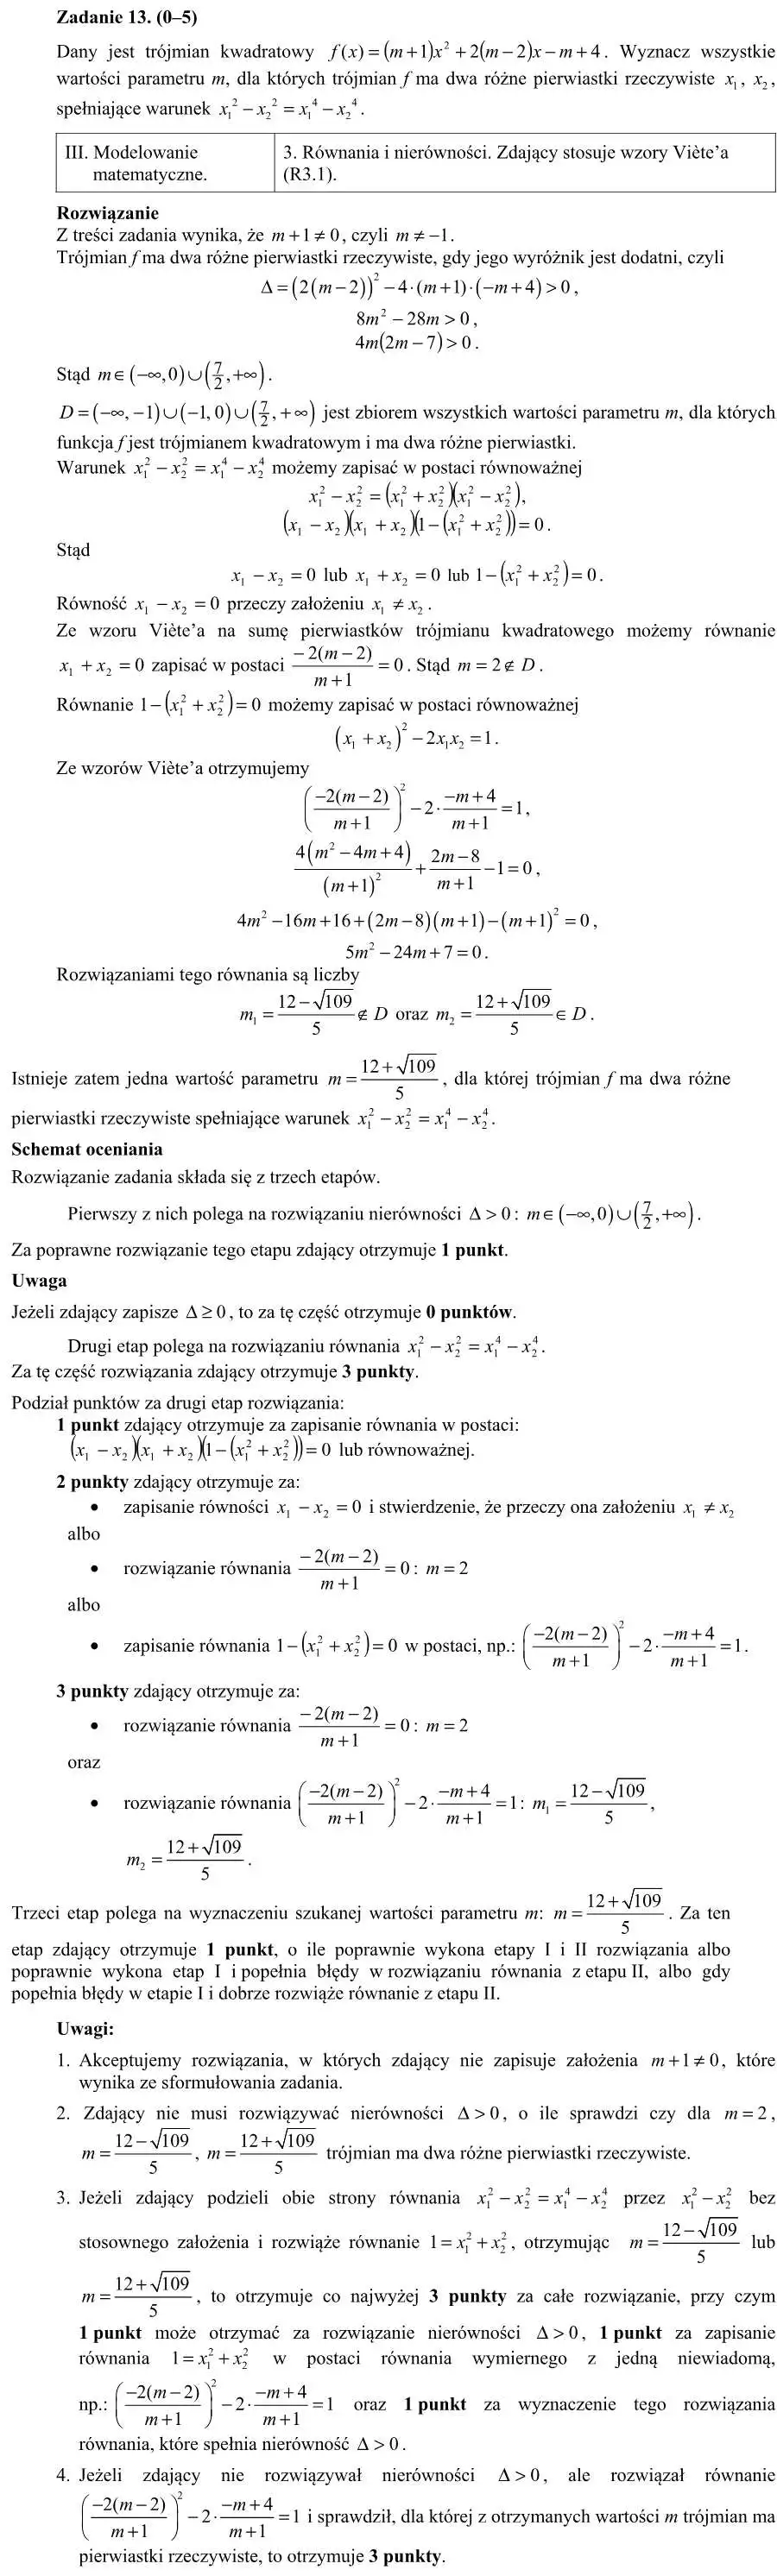 Zadanie 13. (0–5)
Dany jest trójmian kwadratowy f(x) = (m+1)x² + 2(m−2)x − m + 4. Wyznacz wszystkie
wartości parametru m, dla których trójmian f ma dwa różne pierwiastki rzeczywiste x₁, x₂,
spełniające warunek x₁² − x₂² = x₁⁴ − x₂⁴.
III. Modelowanie 3. Równania i nierówności. Zdający stosuje wzory Viète’a
matematyczne. (R3.1).
Rozwiązanie
Z treści zadania wynika, że m+1 ≠ 0, czyli m ≠ −1.
Trójmian f ma dwa różne pierwiastki rzeczywiste, gdy jego wyróżnik jest dodatni, czyli
Δ = (2(m−2))² − 4·(m+1)·(−m+4) > 0,
8m² − 28m > 0,
4m(2m−7) > 0.
Stąd m ∈ (−∞,0) ∪ (7/2,+∞).
D = (−∞,−1) ∪ (−1,0) ∪ (7/2,+∞) jest zbiorem wszystkich wartości parametru m, dla których
funkcja f jest trójmianem kwadratowym i ma dwa różne pierwiastki.
Warunek x₁² − x₂² = x₁⁴ − x₂⁴ możemy zapisać w postaci równoważnej
x₁² − x₂² = (x₁² + x₂²)(x₁² − x₂²),
(x₁ − x₂)(x₁ + x₂)(1 − (x₁² + x₂²)) = 0.
Stąd
x₁ − x₂ = 0 lub x₁ + x₂ = 0 lub 1 − (x₁² + x₂²) = 0.
Równość x₁ − x₂ = 0 przeczy założeniu x₁ ≠ x₂.
Ze wzoru Viète’a na sumę pierwiastków trójmianu kwadratowego możemy równanie
x₁ + x₂ = 0 zapisać w postaci −2(m−2)/(m+1) = 0. Stąd m = 2 ∉ D.
Równanie 1 − (x₁² + x₂²) = 0 możemy zapisać w postaci równoważnej
(x₁ + x₂)² − 2x₁x₂ = 1.
Ze wzorów Viète’a otrzymujemy
(−2(m−2)/(m+1))² − 2·(−m+4)/(m+1) = 1,
4(m²−4m+4)/(m+1)² + (2m−8)/(m+1) − 1 = 0,
4m² − 16m + 16 + (2m−8)(m+1) − (m+1)² = 0,
5m² − 24m + 7 = 0.
Rozwiązaniami tego równania są liczby
m₁ = (12−√109)/5 ∉ D oraz m₂ = (12+√109)/5 ∈ D.
Istnieje zatem jedna wartość parametru m = (12+√109)/5, dla której trójmian f ma dwa różne
pierwiastki rzeczywiste spełniające warunek x₁² − x₂² = x₁⁴ − x₂⁴.
Schemat oceniania
Rozwiązanie zadania składa się z trzech etapów.
Pierwszy z nich polega na rozwiązaniu nierówności Δ > 0: m ∈ (−∞,0) ∪ (7/2,+∞).
Za poprawne rozwiązanie tego etapu zdający otrzymuje 1 punkt.
Uwaga
Jeżeli zdający zapisze Δ ≥ 0, to za tę część otrzymuje 0 punktów.
Drugi etap polega na rozwiązaniu równania x₁² − x₂² = x₁⁴ − x₂⁴.
Za tę część rozwiązania zdający otrzymuje 3 punkty.
Podział punktów za drugi etap rozwiązania:
1 punkt zdający otrzymuje za zapisanie równania w postaci:
(x₁ − x₂)(x₁ + x₂)(1 − (x₁² + x₂²)) = 0 lub równoważnej.
2 punkty zdający otrzymuje za:
• zapisanie równości x₁ − x₂ = 0 i stwierdzenie, że przeczy ona założeniu x₁ ≠ x₂
albo
• rozwiązanie równania −2(m−2)/(m+1) = 0: m = 2
albo
• zapisanie równania 1 − (x₁² + x₂²) = 0 w postaci, np.: (−2(m−2)/(m+1))² − 2·(−m+4)/(m+1) = 1.
3 punkty zdający otrzymuje za:
• rozwiązanie równania −2(m−2)/(m+1) = 0: m = 2
oraz
• rozwiązanie równania (−2(m−2)/(m+1))² − 2·(−m+4)/(m+1) = 1: m₁ = (12−√109)/5,
m₂ = (12+√109)/5.
Trzeci etap polega na wyznaczeniu szukanej wartości parametru m: m = (12+√109)/5. Za ten
etap zdający otrzymuje 1 punkt, o ile poprawnie wykona etapy I i II rozwiązania albo
poprawnie wykona etap I i popełnia błędy w rozwiązaniu równania z etapu II, albo gdy
popełnia błędy w etapie I i dobrze rozwiąże równanie z etapu II.
Uwagi:
1. Akceptujemy rozwiązania, w których zdający nie zapisuje założenia m+1 ≠ 0, które
wynika ze sformułowania zadania.
2. Zdający nie musi rozwiązywać nierówności Δ > 0, o ile sprawdzi czy dla m = 2,
m = (12−√109)/5, m = (12+√109)/5 trójmian ma dwa różne pierwiastki rzeczywiste.
3. Jeżeli zdający podzieli obie strony równania x₁² − x₂² = x₁⁴ − x₂⁴ przez x₁² − x₂² bez
stosownego założenia i rozwiąże równanie 1 = x₁² + x₂², otrzymując m = (12−√109)/5 lub
m = (12+√109)/5, to otrzymuje co najwyżej 3 punkty za całe rozwiązanie, przy czym
1 punkt może otrzymać za rozwiązanie nierówności Δ > 0, 1 punkt za zapisanie
równania 1 = x₁² + x₂² w postaci równania wymiernego z jedną niewiadomą,
np.: (−2(m−2)/(m+1))² − 2·(−m+4)/(m+1) = 1 oraz 1 punkt za wyznaczenie tego rozwiązania
równania, które spełnia nierówność Δ > 0.
4. Jeżeli zdający nie rozwiązywał nierówności Δ > 0, ale rozwiązał równanie
(−2(m−2)/(m+1))² − 2·(−m+4)/(m+1) = 1 i sprawdził, dla której z otrzymanych wartości m trójmian ma
pierwiastki rzeczywiste, to otrzymuje 3 punkty.